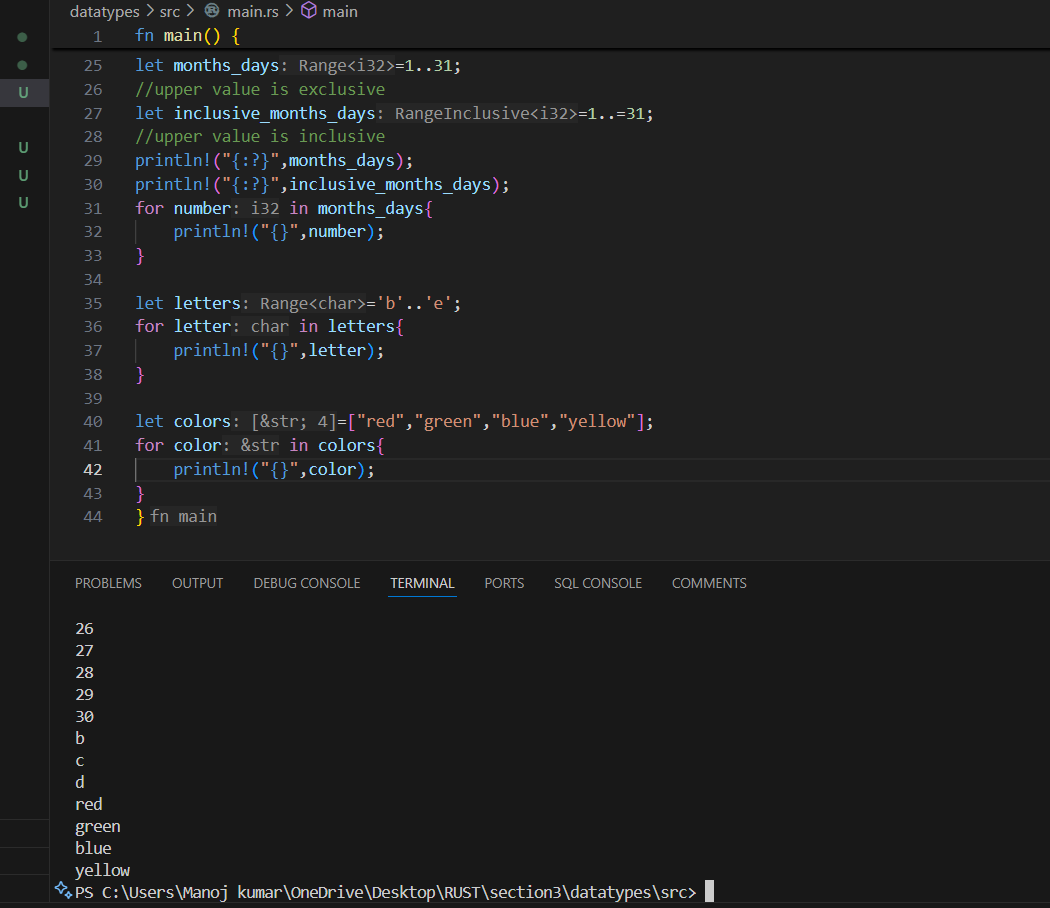 datatypes > src > main.rs > main
1 fn main() {
25 let months_days: Range<i32>=1..31;
U
26 //upper value is exclusive
27 let inclusive_months_days: RangeInclusive<i32>=1..=31;
28 //upper value is inclusive
U
29 println!("{:?}",months_days);
U
30 println!("{:?}",inclusive_months_days);
U
31 for number: i32 in months_days{
32 println!("{}",number);
33 }
34
35 let letters: Range<char>='b'..'e';
36 for letter: char in letters{
37 println!("{}",letter);
38 }
39
40 let colors: [&str; 4]=["red","green","blue","yellow"];
41 for color: &str in colors{
42 println!("{}",color);
43 }
44 } fn main
PROBLEMS OUTPUT DEBUG CONSOLE TERMINAL PORTS SQL CONSOLE COMMENTS
26
27
28
29
30
b
c
d
red
green
blue
yellow
PS C:\Users\Manoj kumar\OneDrive\Desktop\RUST\section3\datatypes\src>